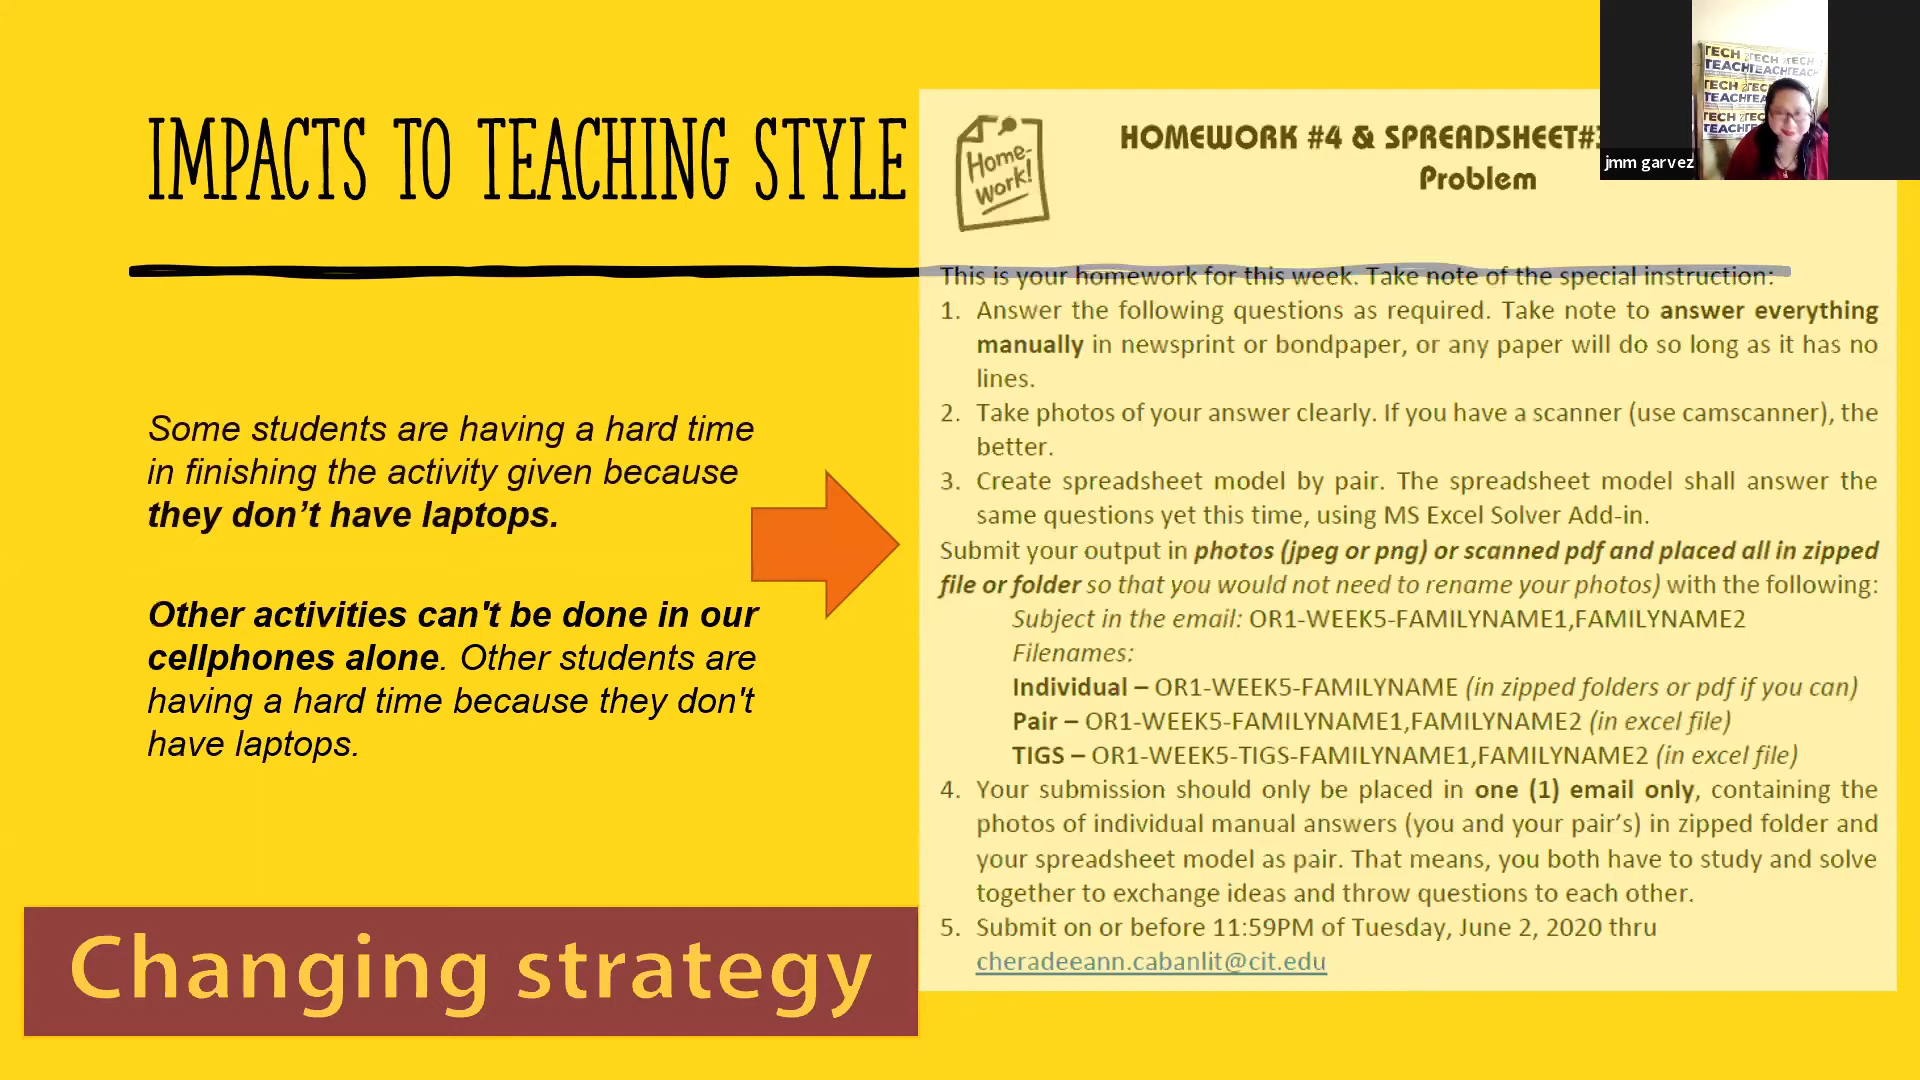 IMPACTS TO TEACHING STYLE
Some students are having a hard time
in finishing the activity given because
they don’t have laptops.
Other activities can't be done in our
cellphones alone. Other students are
having a hard time because they don't
have laptops.
Changing strategy
Home-
Work!
HOMEWORK #4 & SPREADSHEET#
Problem
This is your homework for this week. Take note of the special instruction:
1. Answer the following questions as required. Take note to answer everything
manually in newsprint or bondpaper, or any paper will do so long as it has no
lines.
2. Take photos of your answer clearly. If you have a scanner (use camscanner), the
better.
3. Create spreadsheet model by pair. The spreadsheet model shall answer the
same questions yet this time, using MS Excel Solver Add-in.
Submit your output in photos (jpeg or png) or scanned pdf and placed all in zipped
file or folder so that you would not need to rename your photos) with the following:
Subject in the email: OR1-WEEK5-FAMILYNAME1,FAMILYNAME2
Filenames:
Individual – OR1-WEEK5-FAMILYNAME (in zipped folders or pdf if you can)
Pair – OR1-WEEK5-FAMILYNAME1,FAMILYNAME2 (in excel file)
TIGS – OR1-WEEK5-TIGS-FAMILYNAME1,FAMILYNAME2 (in excel file)
4. Your submission should only be placed in one (1) email only, containing the
photos of individual manual answers (you and your pair’s) in zipped folder and
your spreadsheet model as pair. That means, you both have to study and solve
together to exchange ideas and throw questions to each other.
5. Submit on or before 11:59PM of Tuesday, June 2, 2020 thru
cheradeeann.cabanlit@cit.edu
TECH TECH TECH
TEACH TEACH TEACH
TECH TECH
TEACH
TECH
TEACH
jmm garvez